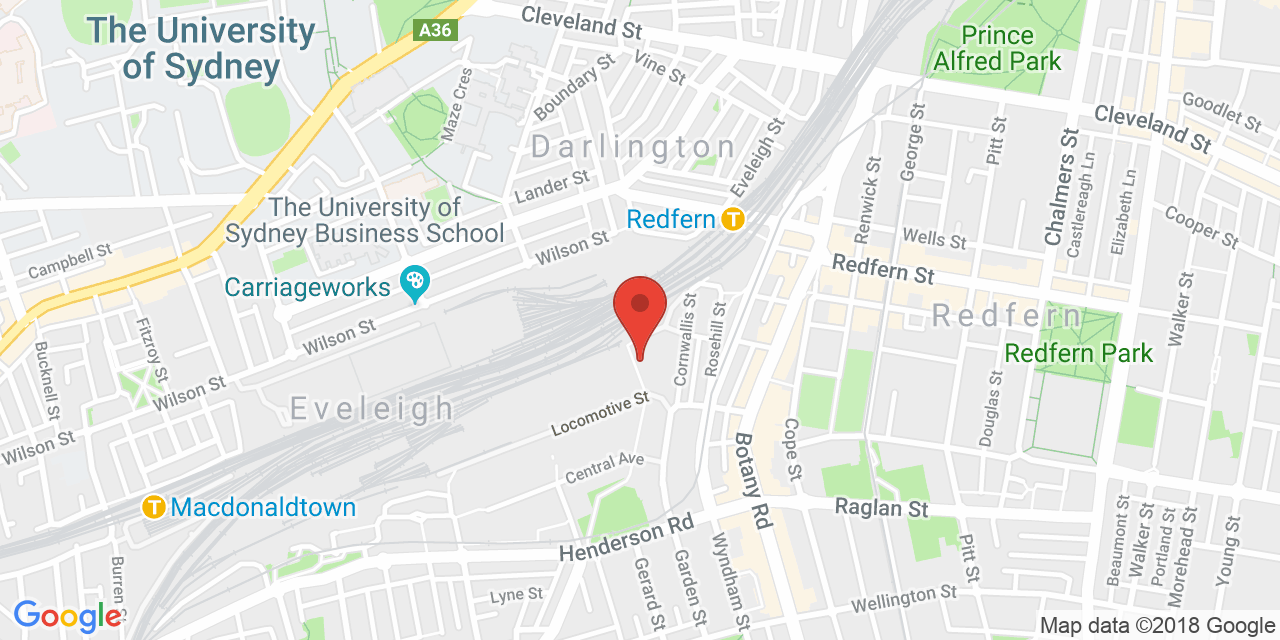 The University
of Sydney
A36
Cleveland St
Prince
Alfred Park
Vine St
Boundary St
Maze Cres
Goodlet St
Cleveland St
George St
Pitt St
Chalmers St
Darlington
Eveleigh St
Renwick St
Castlereagh Ln
Elizabeth Ln
Lander St
The University of
Sydney Business School
Redfern
T
Wells St
Cooper St
Campbell St
Wilson St
Redfern St
Carriageworks
Walker St
Redfern
Wilson St
Cornwallis St
Rosehill St
Redfern Park
Fitzroy St
Bucknell St
Wilson St
Eveleigh
Locomotive St
Douglas St
Cope St
Wilson St
Botany Rd
Central Ave
T
Macdonaldtown
Raglan St
Henderson Rd
Beaumont St
Walker St
Portland St
Morehead St
Young St
Pitt St
Wyndham St
Garden St
Gerard St
Burren S
Lyne St
Wellington St
Google
Map data ©2018 Google